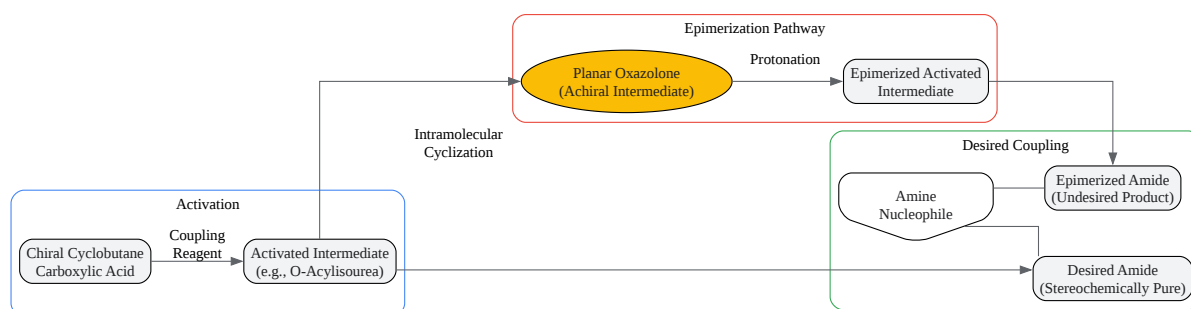 Epimerization Pathway
Planar Oxazolone
(Achiral Intermediate)
Protonation
Epimerized Activated
Intermediate
Intramolecular
Cyclization
Desired Coupling
Activation
Chiral Cyclobutane
Carboxylic Acid
Coupling
Reagent
Activated Intermediate
(e.g., O-Acylisourea)
Amine
Nucleophile
Epimerized Amide
(Undesired Product)
Desired Amide
(Stereochemically Pure)